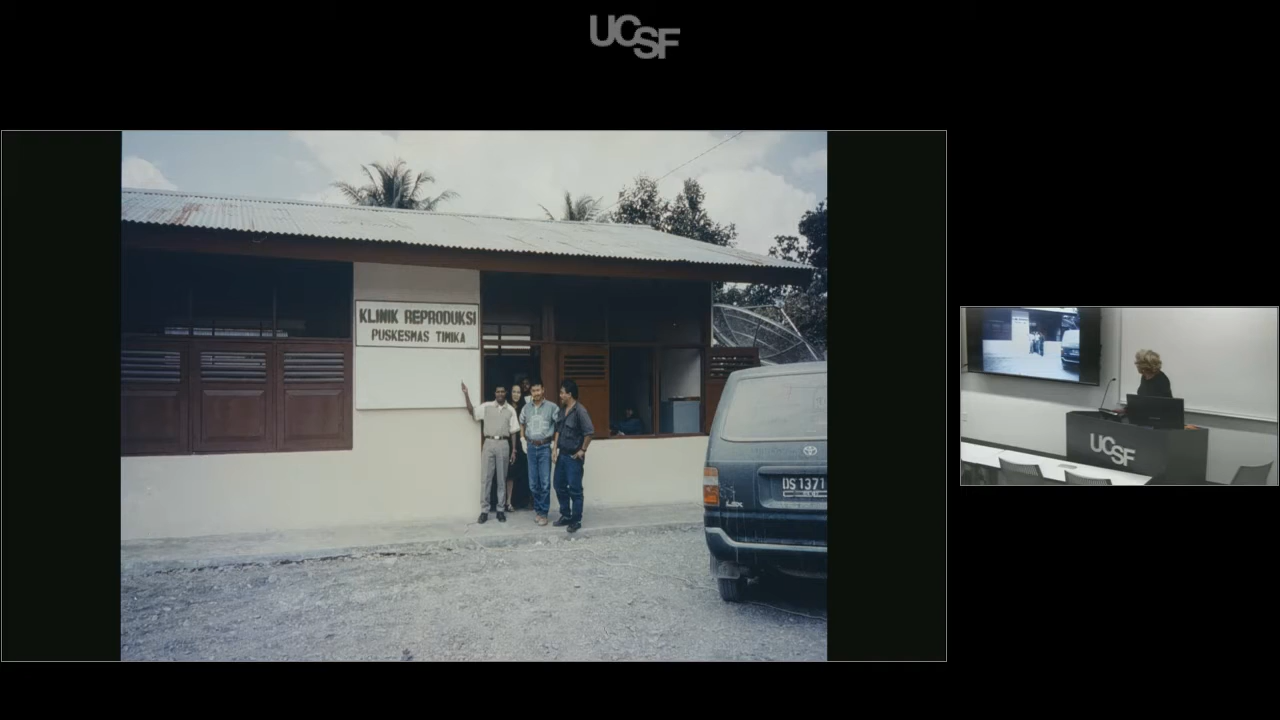 UCSF
KLINIK REPRODUKSI
PUSKESMAS TIMIKA
DS 1371
UCSF